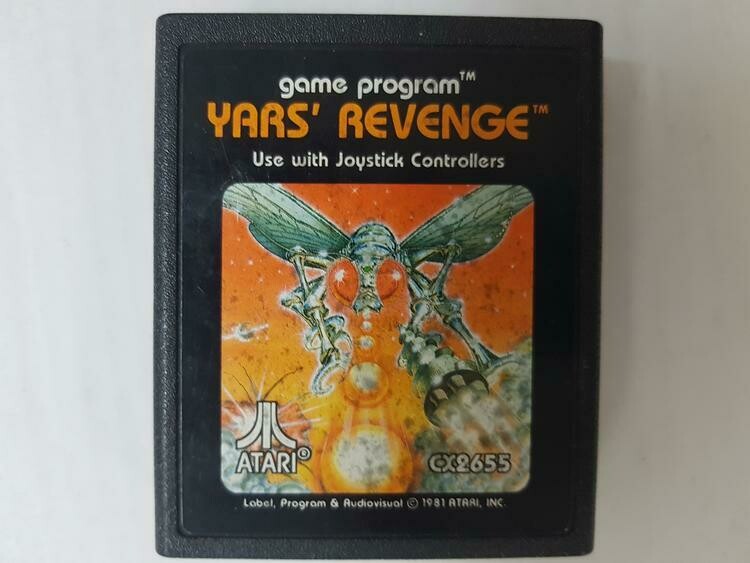 game program™
YARS' REVENGE™
Use with Joystick Controllers
ATARI®
CX2655
Label, Program & Audiovisual © 1981 ATARI, INC.